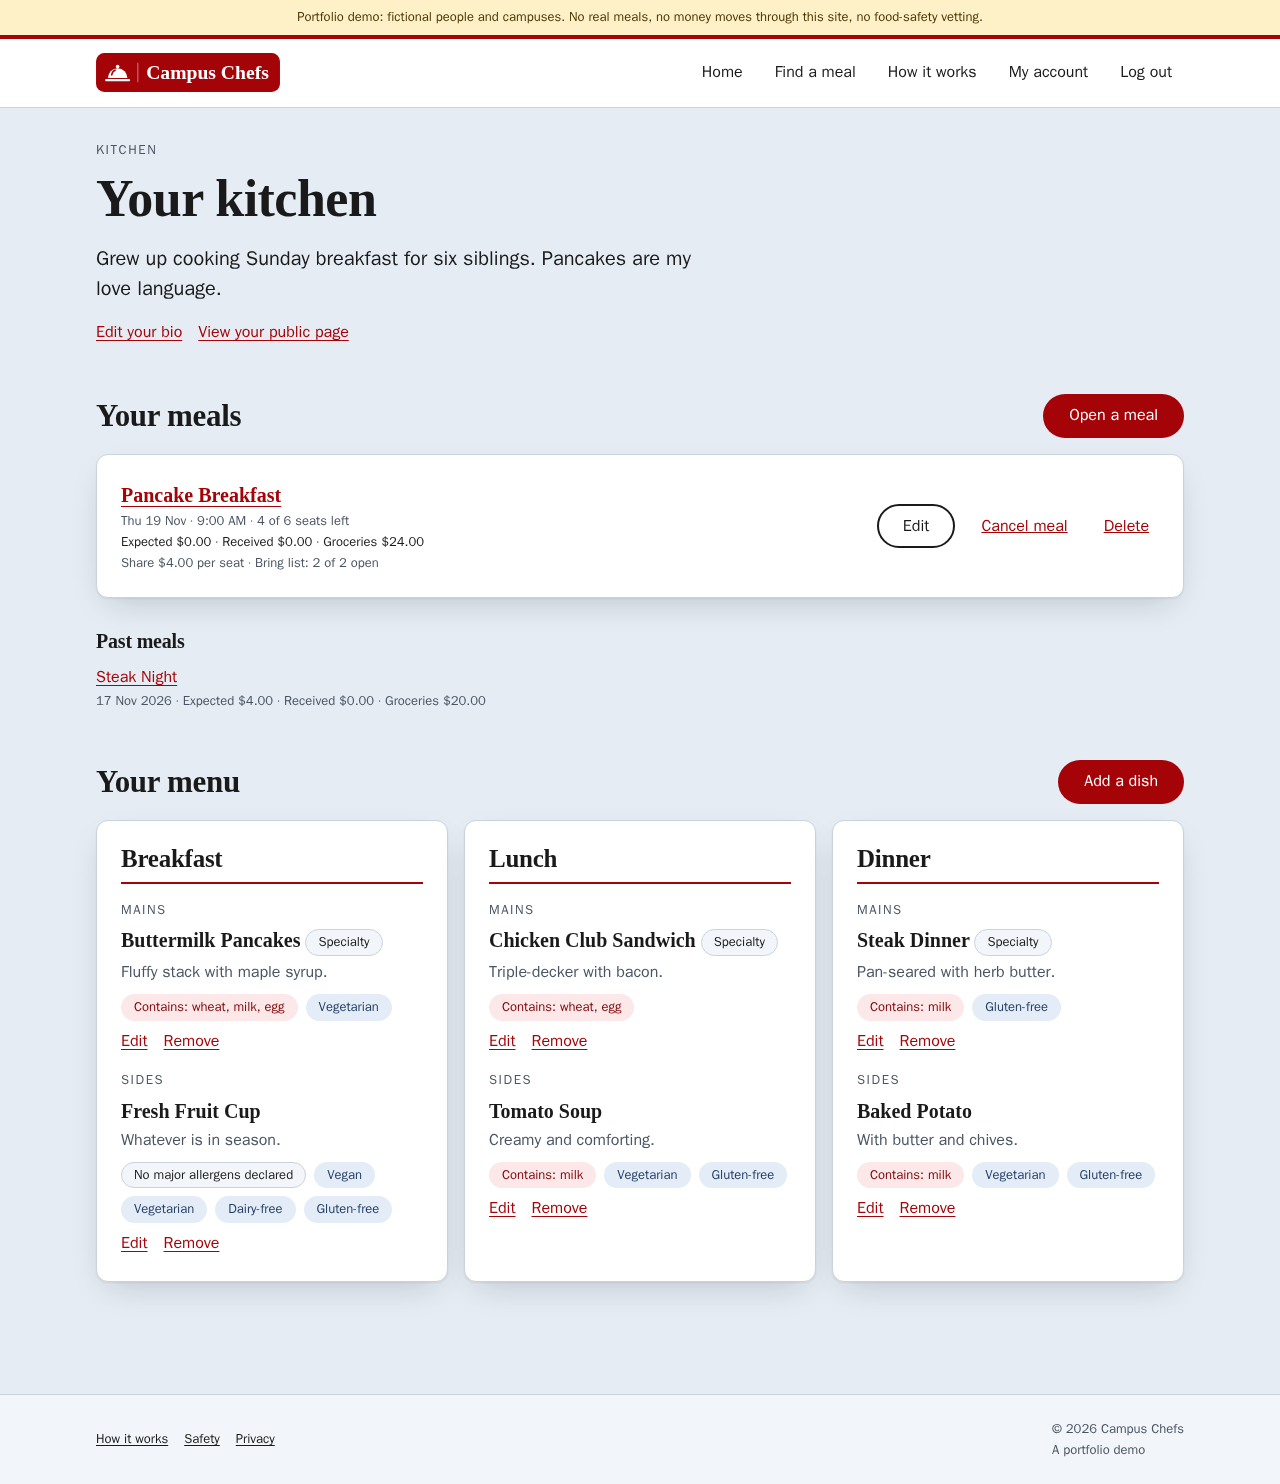 Portfolio demo: fictional people and campuses. No real meals, no money moves through this site, no food-safety vetting.
Campus Chefs
Home Find a meal How it works My account Log out
KITCHEN
Your kitchen
Grew up cooking Sunday breakfast for six siblings. Pancakes are my
love language.
Edit your bio View your public page
Your meals
Open a meal
Pancake Breakfast
Thu 19 Nov · 9:00 AM · 4 of 6 seats left
Expected $0.00 · Received $0.00 · Groceries $24.00
Share $4.00 per seat · Bring list: 2 of 2 open
Edit Cancel meal Delete
Past meals
Steak Night
17 Nov 2026 · Expected $4.00 · Received $0.00 · Groceries $20.00
Your menu
Add a dish
Breakfast
MAINS
Buttermilk Pancakes Specialty
Fluffy stack with maple syrup.
Contains: wheat, milk, egg Vegetarian
Edit Remove
SIDES
Fresh Fruit Cup
Whatever is in season.
No major allergens declared Vegan
Vegetarian Dairy-free Gluten-free
Edit Remove
Lunch
MAINS
Chicken Club Sandwich Specialty
Triple-decker with bacon.
Contains: wheat, egg
Edit Remove
SIDES
Tomato Soup
Creamy and comforting.
Contains: milk Vegetarian Gluten-free
Edit Remove
Dinner
MAINS
Steak Dinner Specialty
Pan-seared with herb butter.
Contains: milk Gluten-free
Edit Remove
SIDES
Baked Potato
With butter and chives.
Contains: milk Vegetarian Gluten-free
Edit Remove
How it works Safety Privacy
© 2026 Campus Chefs
A portfolio demo